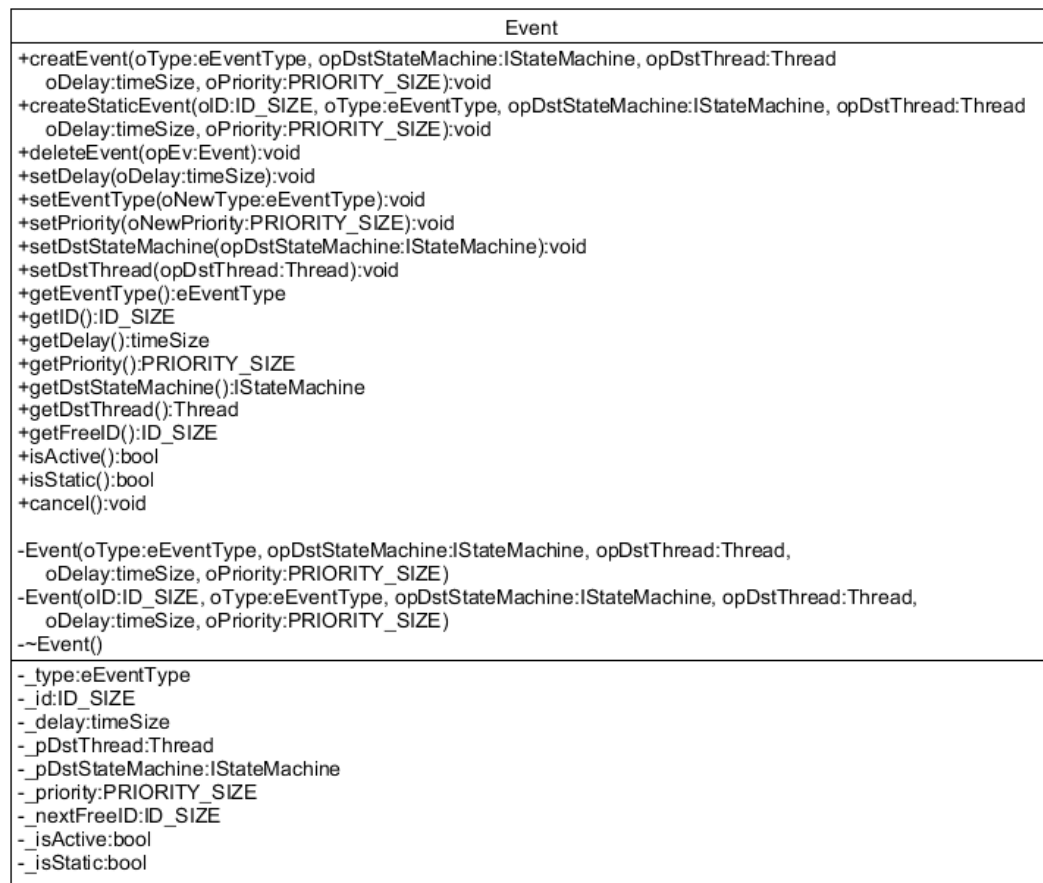 Event
+creatEvent(oType:eEventType, opDstStateMachine:IStateMachine, opDstThread:Thread
oDelay:timeSize, oPriority:PRIORITY_SIZE):void
+createStaticEvent(oID:ID_SIZE, oType:eEventType, opDstStateMachine:IStateMachine, opDstThread:Thread
oDelay:timeSize, oPriority:PRIORITY_SIZE):void
+deleteEvent(opEv:Event):void
+setDelay(oDelay:timeSize):void
+setEventType(oNewType:eEventType):void
+setPriority(oNewPriority:PRIORITY_SIZE):void
+setDstStateMachine(opDstStateMachine:IStateMachine):void
+setDstThread(opDstThread:Thread):void
+getEventType():eEventType
+getID():ID_SIZE
+getDelay():timeSize
+getPriority():PRIORITY_SIZE
+getDstStateMachine():IStateMachine
+getDstThread():Thread
+getFreeID():ID_SIZE
+isActive():bool
+isStatic():bool
+cancel():void
-Event(oType:eEventType, opDstStateMachine:IStateMachine, opDstThread:Thread,
oDelay:timeSize, oPriority:PRIORITY_SIZE)
-Event(oID:ID_SIZE, oType:eEventType, opDstStateMachine:IStateMachine, opDstThread:Thread,
oDelay:timeSize, oPriority:PRIORITY_SIZE)
-~Event()
-_type:eEventType
-_id:ID_SIZE
-_delay:timeSize
-_pDstThread:Thread
-_pDstStateMachine:IStateMachine
-_priority:PRIORITY_SIZE
-_nextFreeID:ID_SIZE
-_isActive:bool
-_isStatic:bool